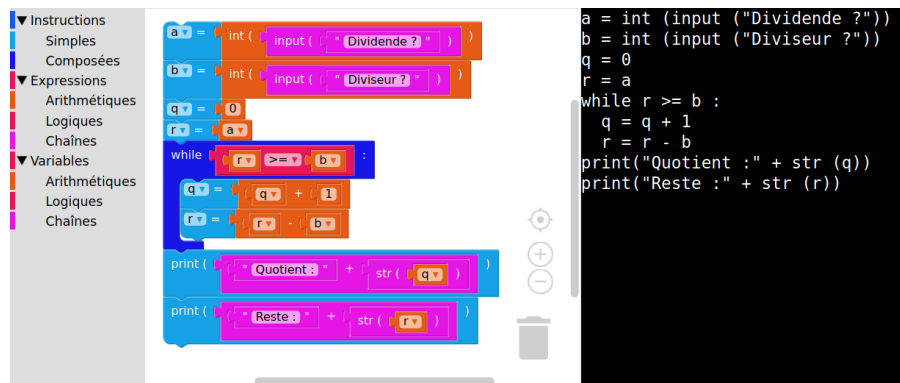 ▼ Instructions
Simples
Composées
▼ Expressions
Arithmétiques
Logiques
Chaînes
▼ Variables
Arithmétiques
Logiques
Chaînes
a ▾ = int ( input ( " Dividende ? " ) )
b ▾ = int ( input ( " Diviseur ? " ) )
q ▾ = 0
r ▾ = a ▾
while r ▾ >= ▾ b ▾ :
q ▾ = q ▾ + 1
r ▾ = r ▾ - b ▾
print ( " Quotient : " + str ( q ▾ ) )
print ( " Reste : " + str ( r ▾ ) )
a = int (input ("Dividende ?"))
b = int (input ("Diviseur ?"))
q = 0
r = a
while r >= b :
  q = q + 1
  r = r - b
print("Quotient :" + str (q))
print("Reste :" + str (r))